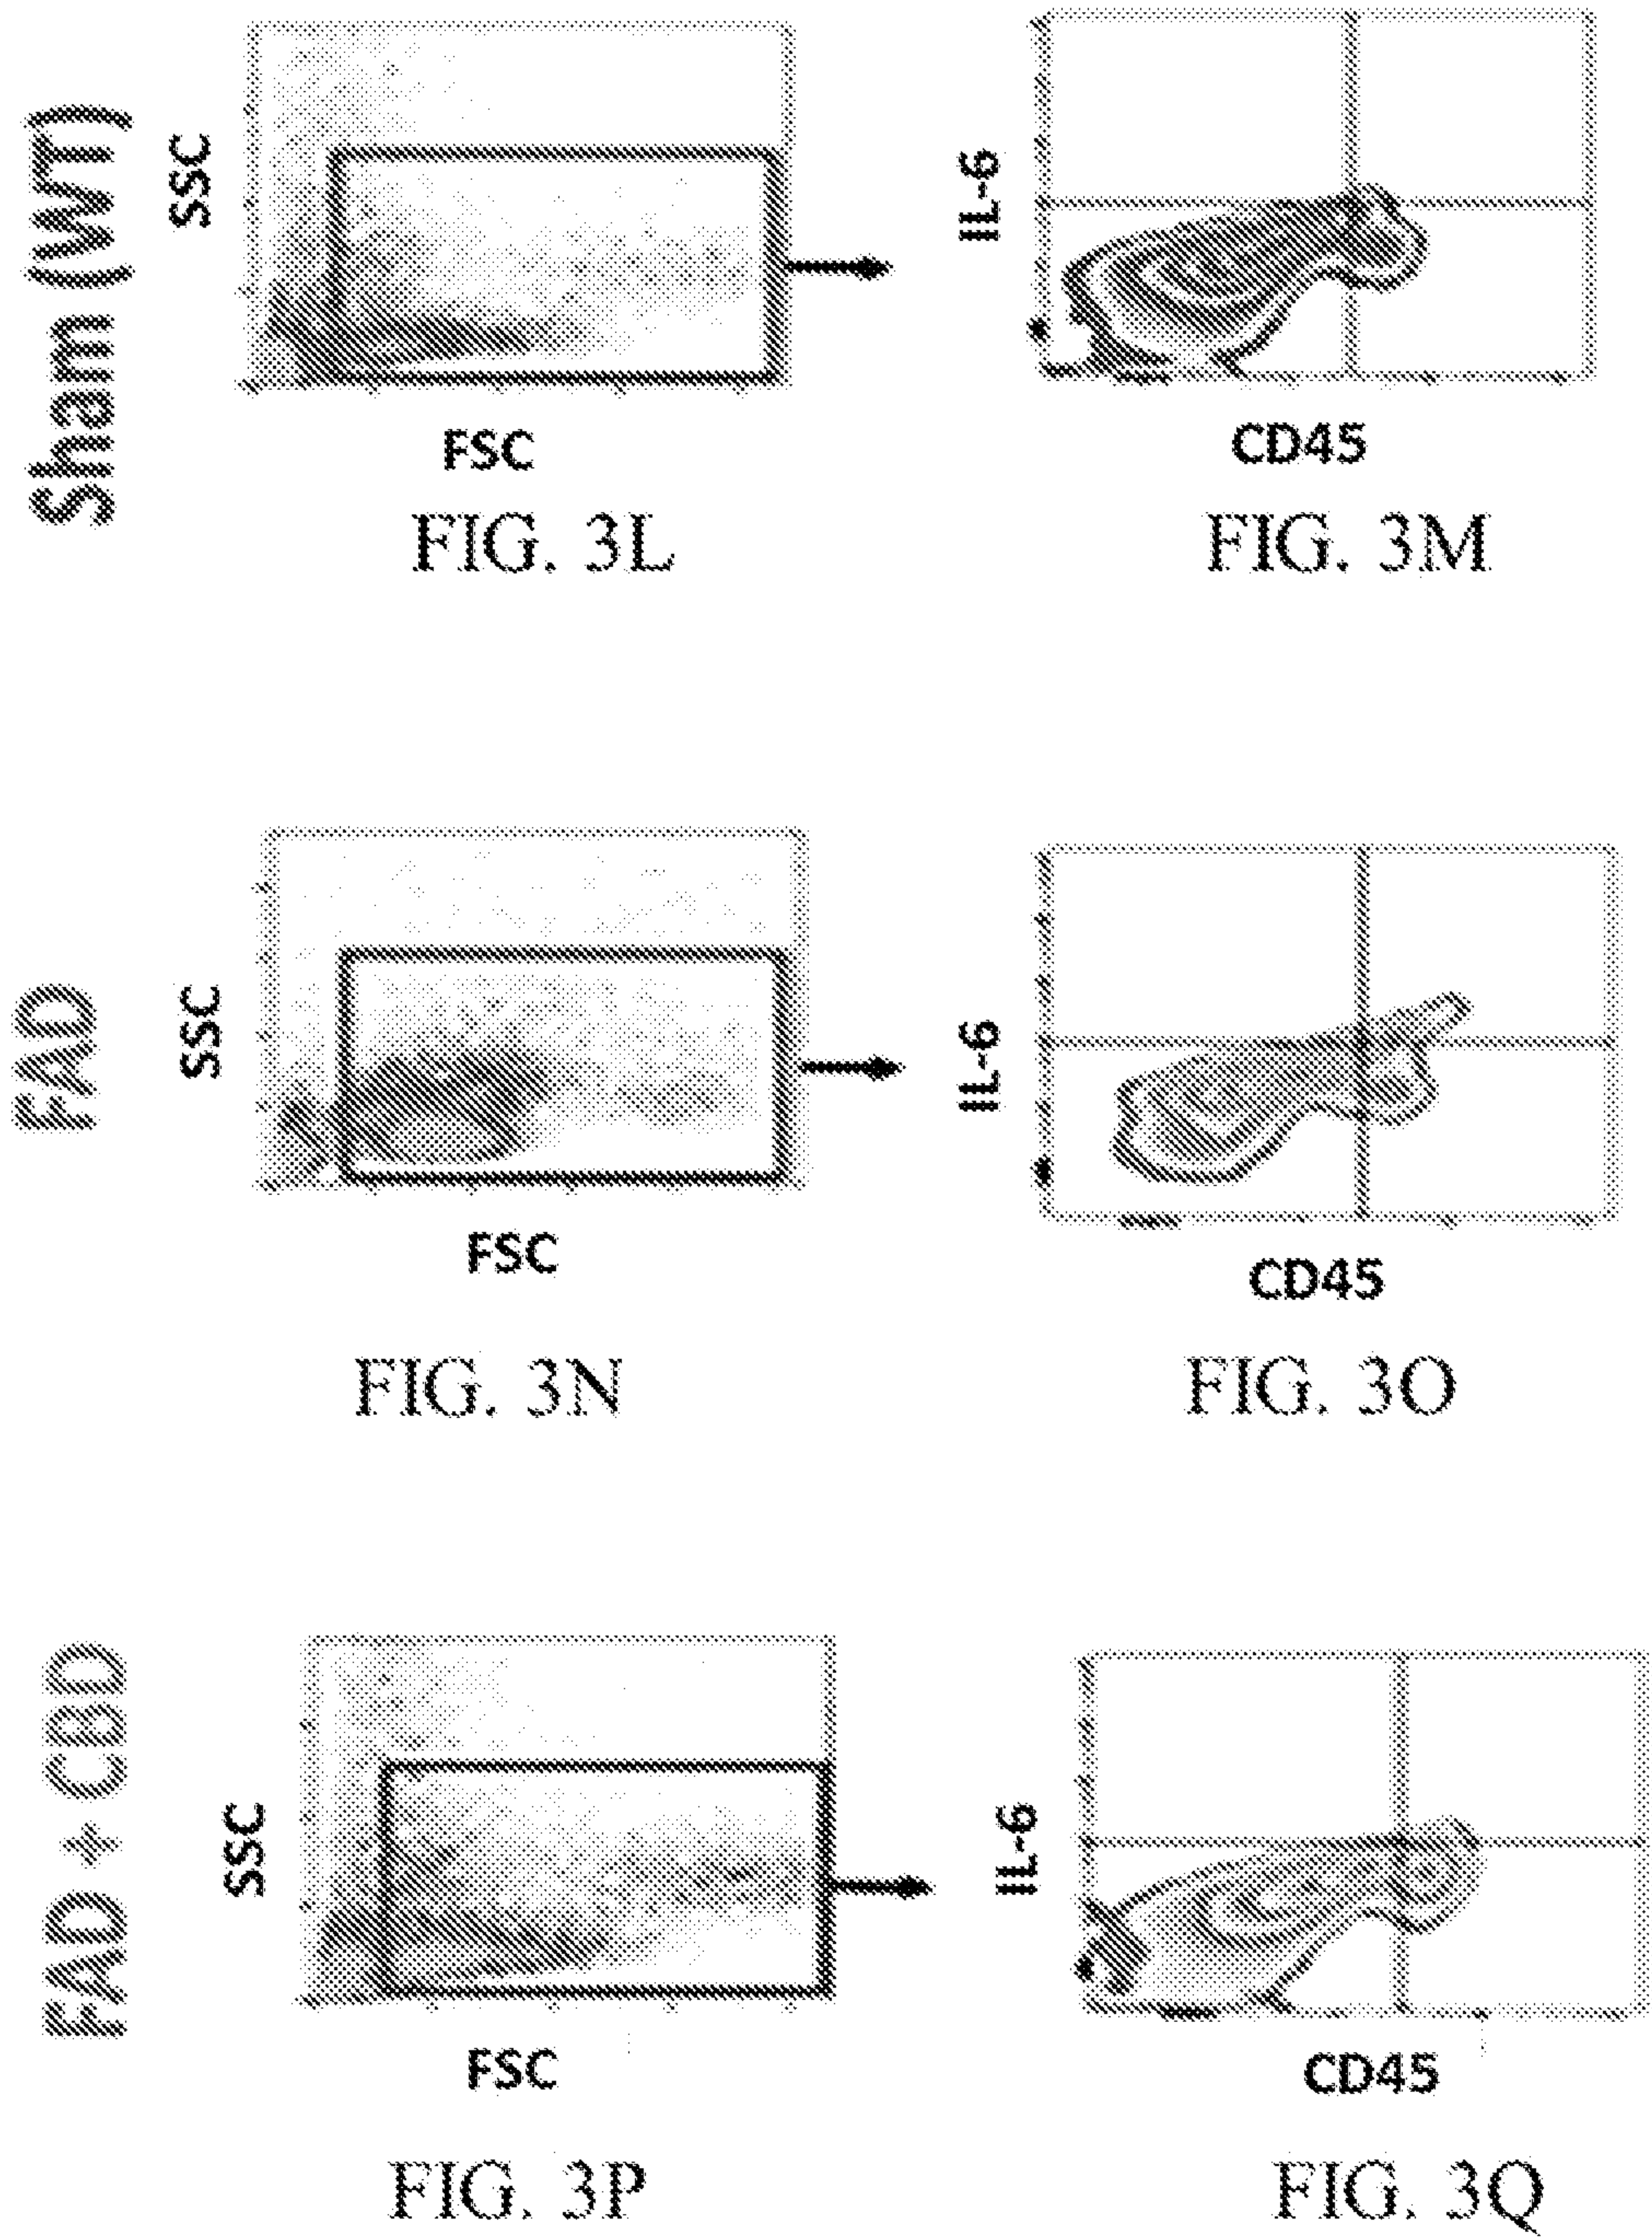 Sham (WT)
SSC
FSC
FIG. 3L
IL-6
CD45
FIG. 3M
FAD
SSC
FSC
FIG. 3N
IL-6
CD45
FIG. 3O
FAD + CBD
SSC
FSC
FIG. 3P
IL-6
CD45
FIG. 3Q